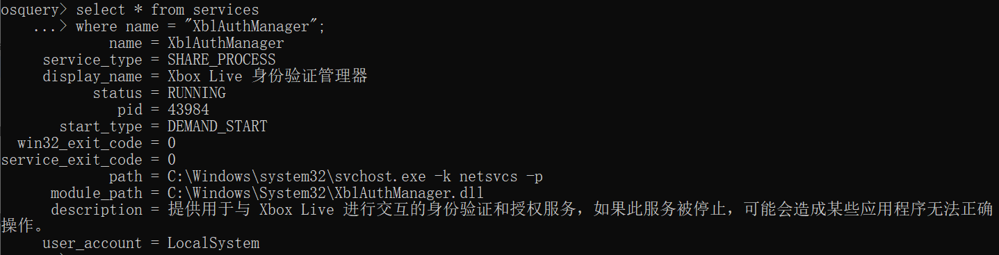 osquery> select * from services
...> where name = "XblAuthManager";
name = XblAuthManager
service_type = SHARE_PROCESS
display_name = Xbox Live 身份验证管理器
status = RUNNING
pid = 43984
start_type = DEMAND_START
win32_exit_code = 0
service_exit_code = 0
path = C:\Windows\system32\svchost.exe -k netsvcs -p
module_path = C:\Windows\System32\XblAuthManager.dll
description = 提供用于与 Xbox Live 进行交互的身份验证和授权服务，如果此服务被停止，可能会造成某些应用程序无法正确
操作。
user_account = LocalSystem